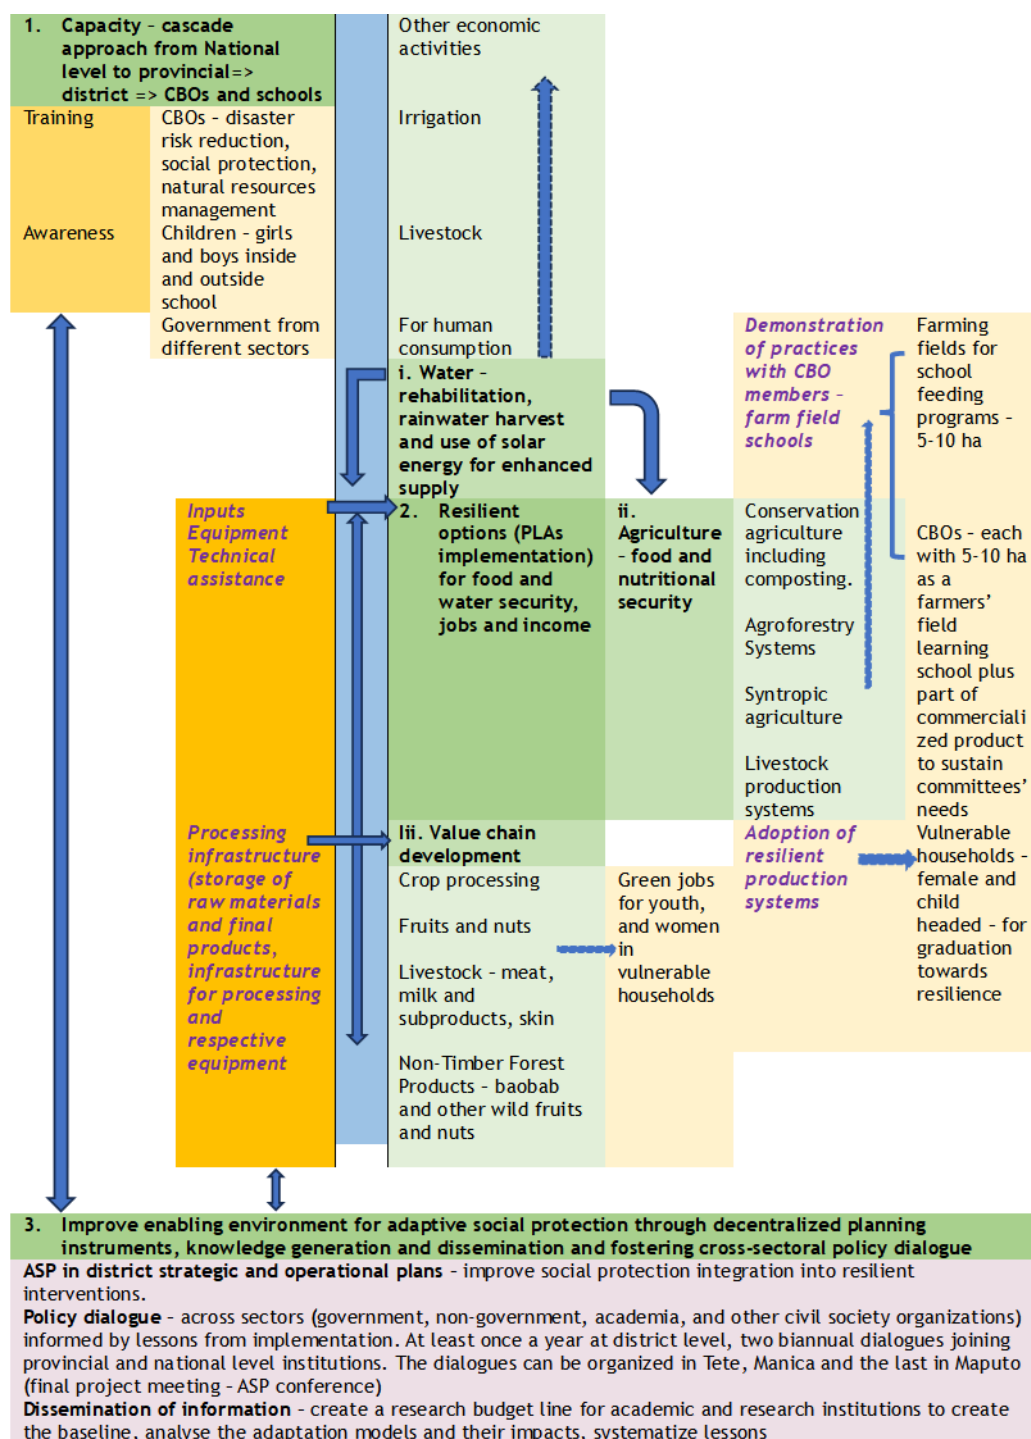 1. Capacity – cascade
approach from National
level to provincial=>
district => CBOs and schools
Training
CBOs – disaster
risk reduction,
social protection,
natural resources
management
Awareness
Children – girls
and boys inside
and outside
school
Government from
different sectors
Other economic
activities
Irrigation
Livestock
For human
consumption
i. Water –
rehabilitation,
rainwater harvest
and use of solar
energy for enhanced
supply
Inputs
Equipment
Technical
assistance
2. Resilient
options (PLAs
implementation)
for food and
water security,
jobs and income
ii.
Agriculture
– food and
nutritional
security
Conservation
agriculture
including
composting.
Agroforestry
Systems
Syntropic
agriculture
Livestock
production
systems
Demonstration
of practices
with CBO
members –
farm field
schools
Farming
fields for
school
feeding
programs –
5-10 ha
CBOs – each
with 5-10 ha
as a
farmers’
field
learning
school plus
part of
commerciali
zed product
to sustain
committees’
needs
Processing
infrastructure
(storage of
raw materials
and final
products,
infrastructure
for processing
and
respective
equipment
Iii. Value chain
development
Crop processing
Fruits and nuts
Livestock – meat,
milk and
subproducts, skin
Non-Timber Forest
Products – baobab
and other wild fruits
and nuts
Green jobs
for youth,
and women
in
vulnerable
households
Adoption of
resilient
production
systems
Vulnerable
households –
female and
child
headed – for
graduation
towards
resilience
3. Improve enabling environment for adaptive social protection through decentralized planning
instruments, knowledge generation and dissemination and fostering cross-sectoral policy dialogue
ASP in district strategic and operational plans – improve social protection integration into resilient
interventions.
Policy dialogue – across sectors (government, non-government, academia, and other civil society organizations)
informed by lessons from implementation. At least once a year at district level, two biannual dialogues joining
provincial and national level institutions. The dialogues can be organized in Tete, Manica and the last in Maputo
(final project meeting – ASP conference)
Dissemination of information – create a research budget line for academic and research institutions to create
the baseline, analyse the adaptation models and their impacts, systematize lessons